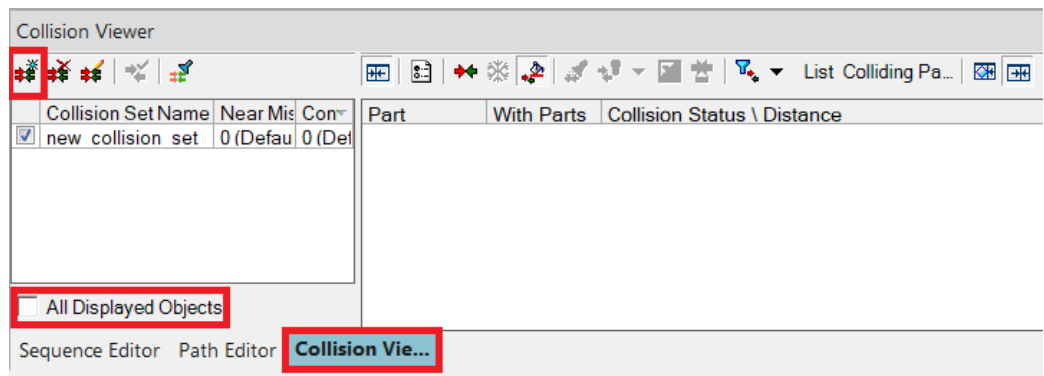 Collision Viewer
List Colliding Pa...
Collision Set Name Near Mis Con
new_collision_set 0 (Defau 0 (Def
Part With Parts Collision Status \ Distance
All Displayed Objects
Sequence Editor Path Editor Collision Vie...